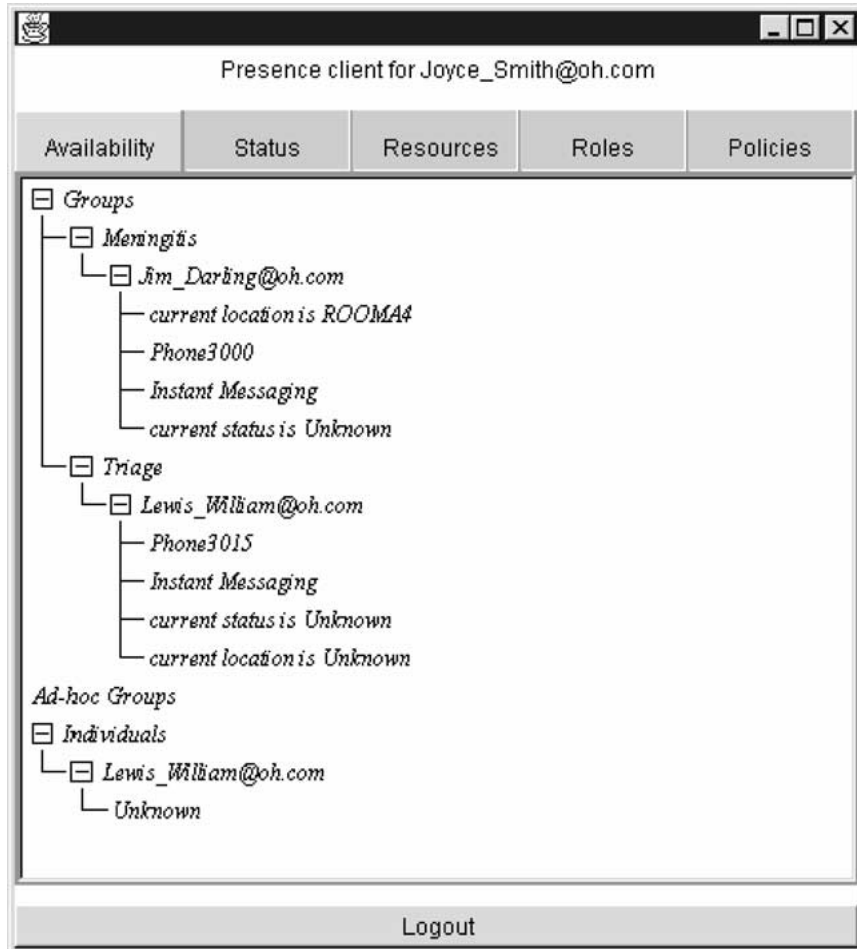 Presence client for Joyce_Smith@oh.com
Availability Status Resources Roles Policies
Groups
Meningitis
Jim_Darling@oh.com
current location is ROOMA4
Phone3000
Instant Messaging
current status is Unknown
Triage
Lewis_William@oh.com
Phone3015
Instant Messaging
current status is Unknown
current location is Unknown
Ad-hoc Groups
Individuals
Lewis_William@oh.com
Unknown
Logout